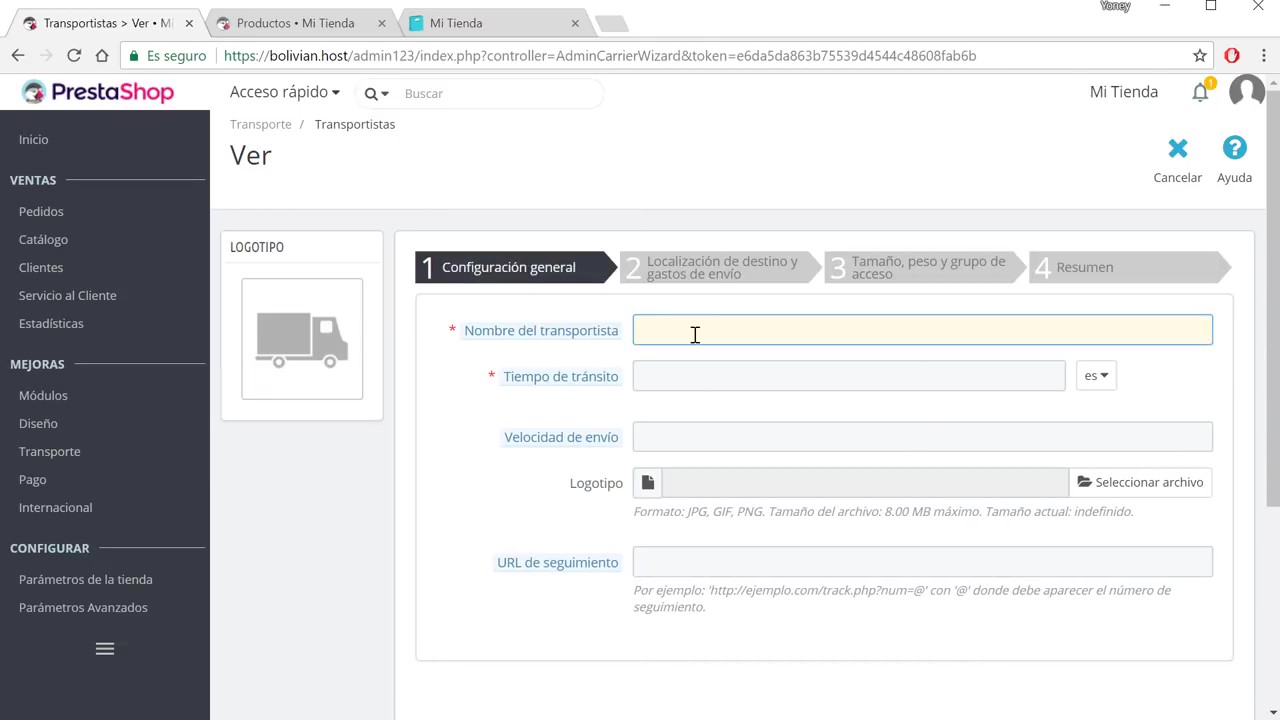 Yoney
Transportistas > Ver • Mi
Productos • Mi Tienda
Mi Tienda
Es seguro
https://bolivian.host/admin123/index.php?controller=AdminCarrierWizard&token=e6da5da863b75539d4544c48608fab6b
PrestaShop
Acceso rápido
Buscar
Mi Tienda
1
Transporte / Transportistas
Ver
Cancelar
Ayuda
Inicio
VENTAS
Pedidos
Catálogo
Clientes
Servicio al Cliente
Estadísticas
MEJORAS
Módulos
Diseño
Transporte
Pago
Internacional
CONFIGURAR
Parámetros de la tienda
Parámetros Avanzados
LOGOTIPO
1 Configuración general
2 Localización de destino y
gastos de envío
3 Tamaño, peso y grupo de
acceso
4 Resumen
* Nombre del transportista
* Tiempo de tránsito
es
Velocidad de envío
Logotipo
Seleccionar archivo
Formato: JPG, GIF, PNG. Tamaño del archivo: 8.00 MB máximo. Tamaño actual: indefinido.
URL de seguimiento
Por ejemplo: 'http://ejemplo.com/track.php?num=@' con '@' donde debe aparecer el número de
seguimiento.